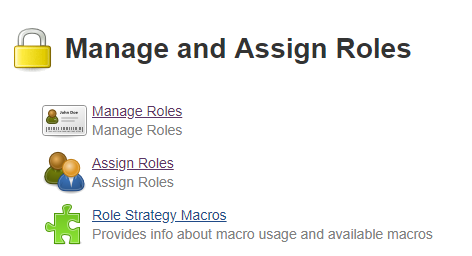 Manage and Assign Roles
John Doe
Manage Roles
Manage Roles
Assign Roles
Assign Roles
Role Strategy Macros
Provides info about macro usage and available macros